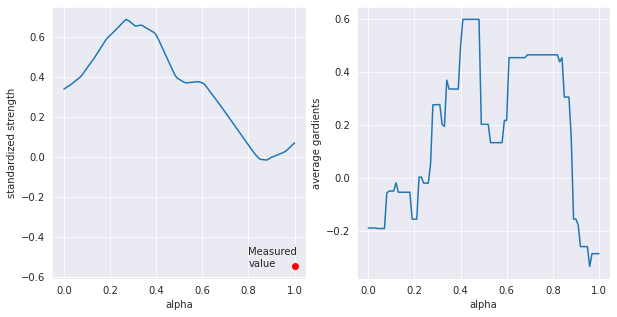 standardized strength
0.6
0.4
0.2
0.0
−0.2
−0.4
−0.6
Measured
value
0.0 0.2 0.4 0.6 0.8 1.0
alpha
average gardients
0.6
0.4
0.2
0.0
−0.2
0.0 0.2 0.4 0.6 0.8 1.0
alpha